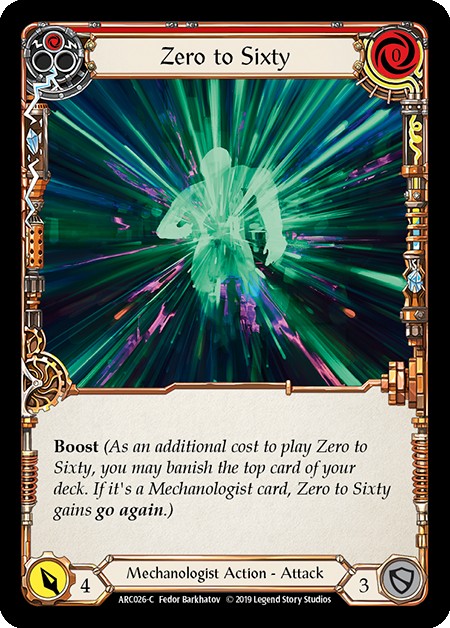 Zero to Sixty
0
Boost (As an additional cost to play Zero to
Sixty, you may banish the top card of your
deck. If it's a Mechanologist card, Zero to Sixty
gains go again.)
4
Mechanologist Action - Attack
3
ARC026-C Fedor Barkhatov © 2019 Legend Story Studios